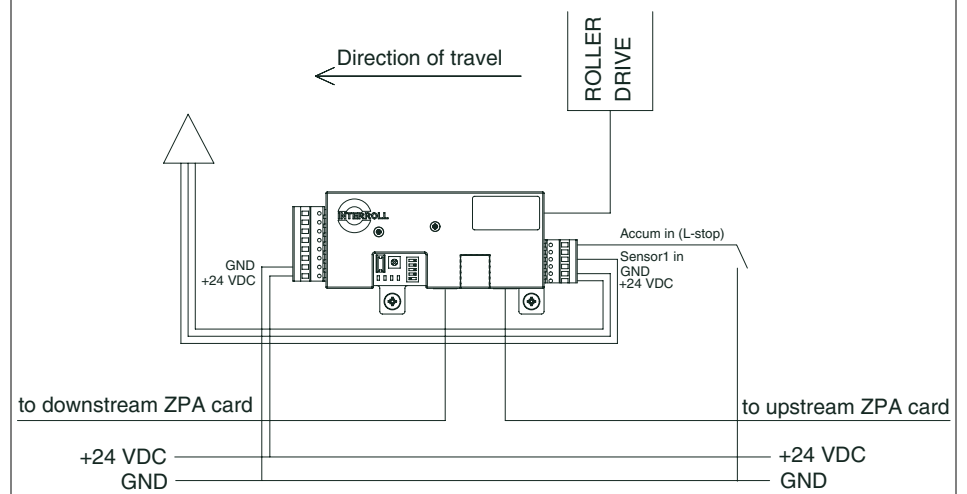 ROLLER
DRIVE
Direction of travel
INTERROLL
Accum in (L-stop)
Sensor1 in
GND
+24 VDC
GND
+24 VDC
to downstream ZPA card
to upstream ZPA card
+24 VDC
+24 VDC
GND
GND